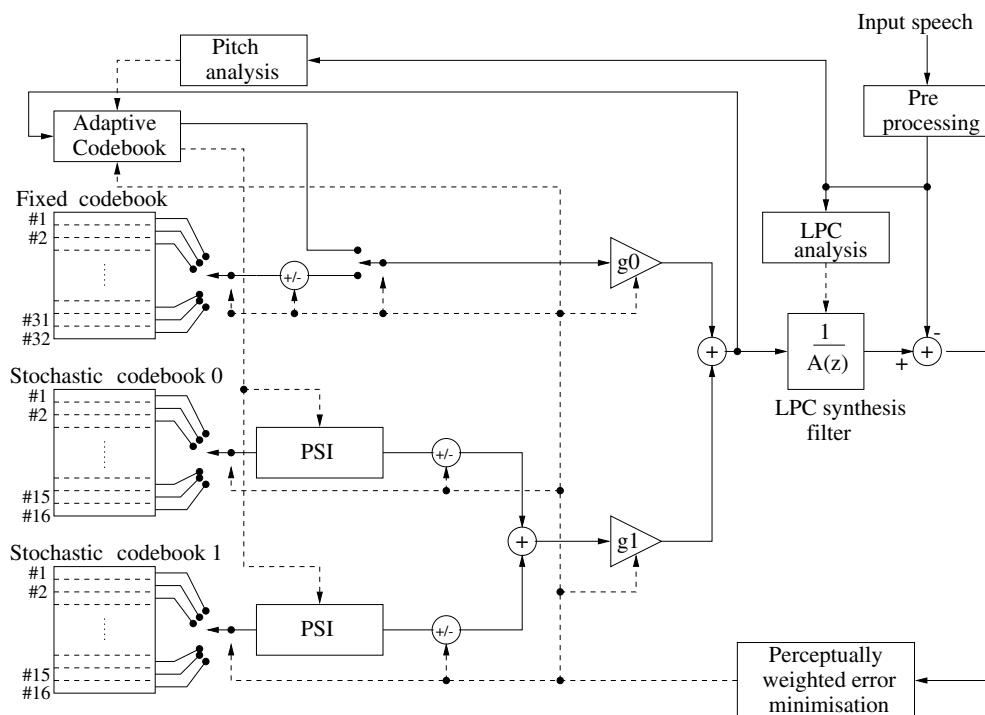 Input speech
Pitch
analysis
Pre
processing
Adaptive
Codebook
Fixed codebook
#1
#2
#31
#32
+/-
g0
LPC
analysis
+
1
A(z)
+
-
+
LPC synthesis
filter
Stochastic codebook 0
#1
#2
#15
#16
PSI
+/-
+
g1
Stochastic codebook 1
#1
#2
#15
#16
PSI
+/-
Perceptually
weighted error
minimisation